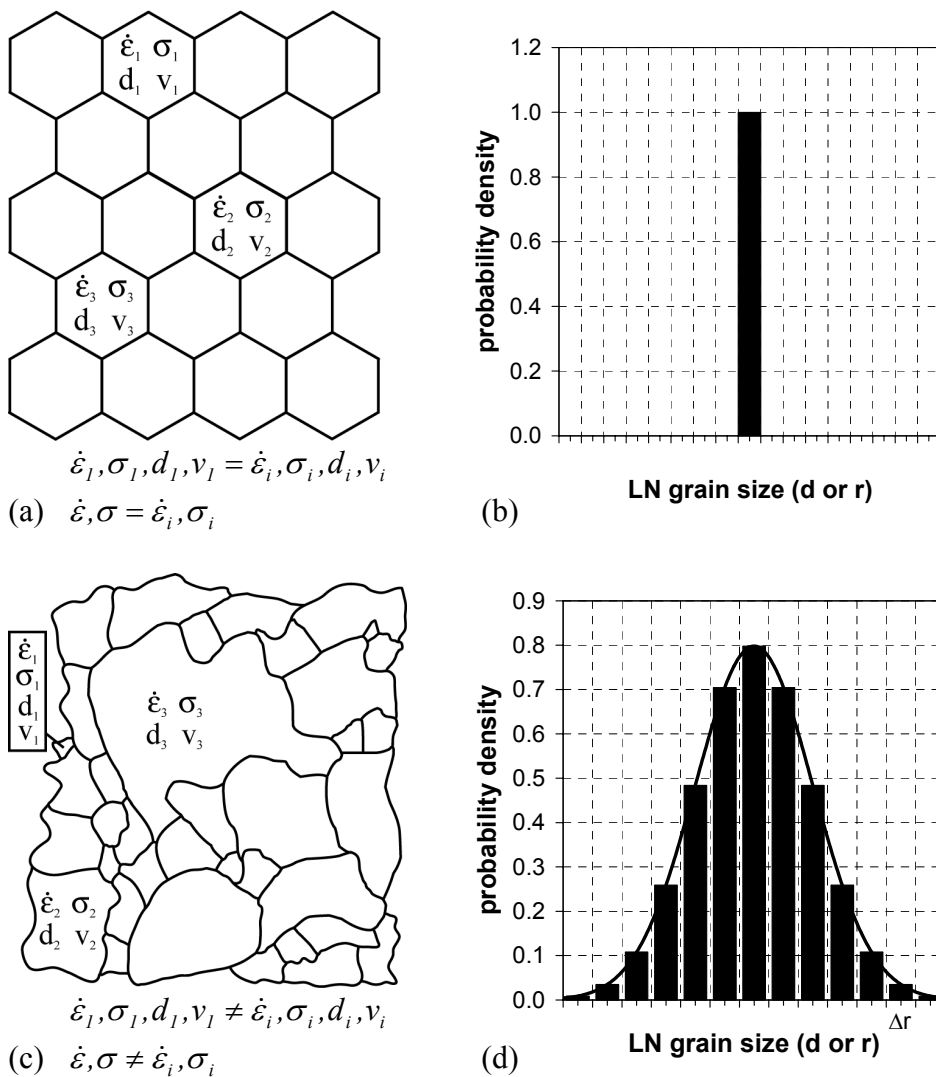 ε̇₁ σ₁
d₁ v₁
ε̇₂ σ₂
d₂ v₂
ε̇₃ σ₃
d₃ v₃
ε̇₁,σ₁,d₁,v₁ = ε̇ᵢ,σᵢ,dᵢ,vᵢ
(a) ε̇,σ = ε̇ᵢ,σᵢ
1.2
1.0
0.8
0.6
0.4
0.2
0.0
probability density
LN grain size (d or r)
(b)
ε̇₁
σ₁
d₁
v₁
ε̇₃ σ₃
d₃ v₃
ε̇₂ σ₂
d₂ v₂
ε̇₁,σ₁,d₁,v₁ ≠ ε̇ᵢ,σᵢ,dᵢ,vᵢ
(c) ε̇,σ ≠ ε̇ᵢ,σᵢ
0.9
0.8
0.7
0.6
0.5
0.4
0.3
0.2
0.1
0.0
probability density
Δr
LN grain size (d or r)
(d)